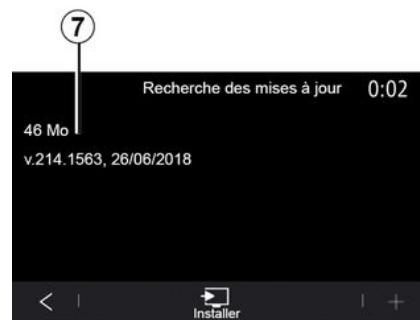 7
Recherche des mises à jour 0:02
46 Mo
v.214.1563, 26/06/2018
Installer